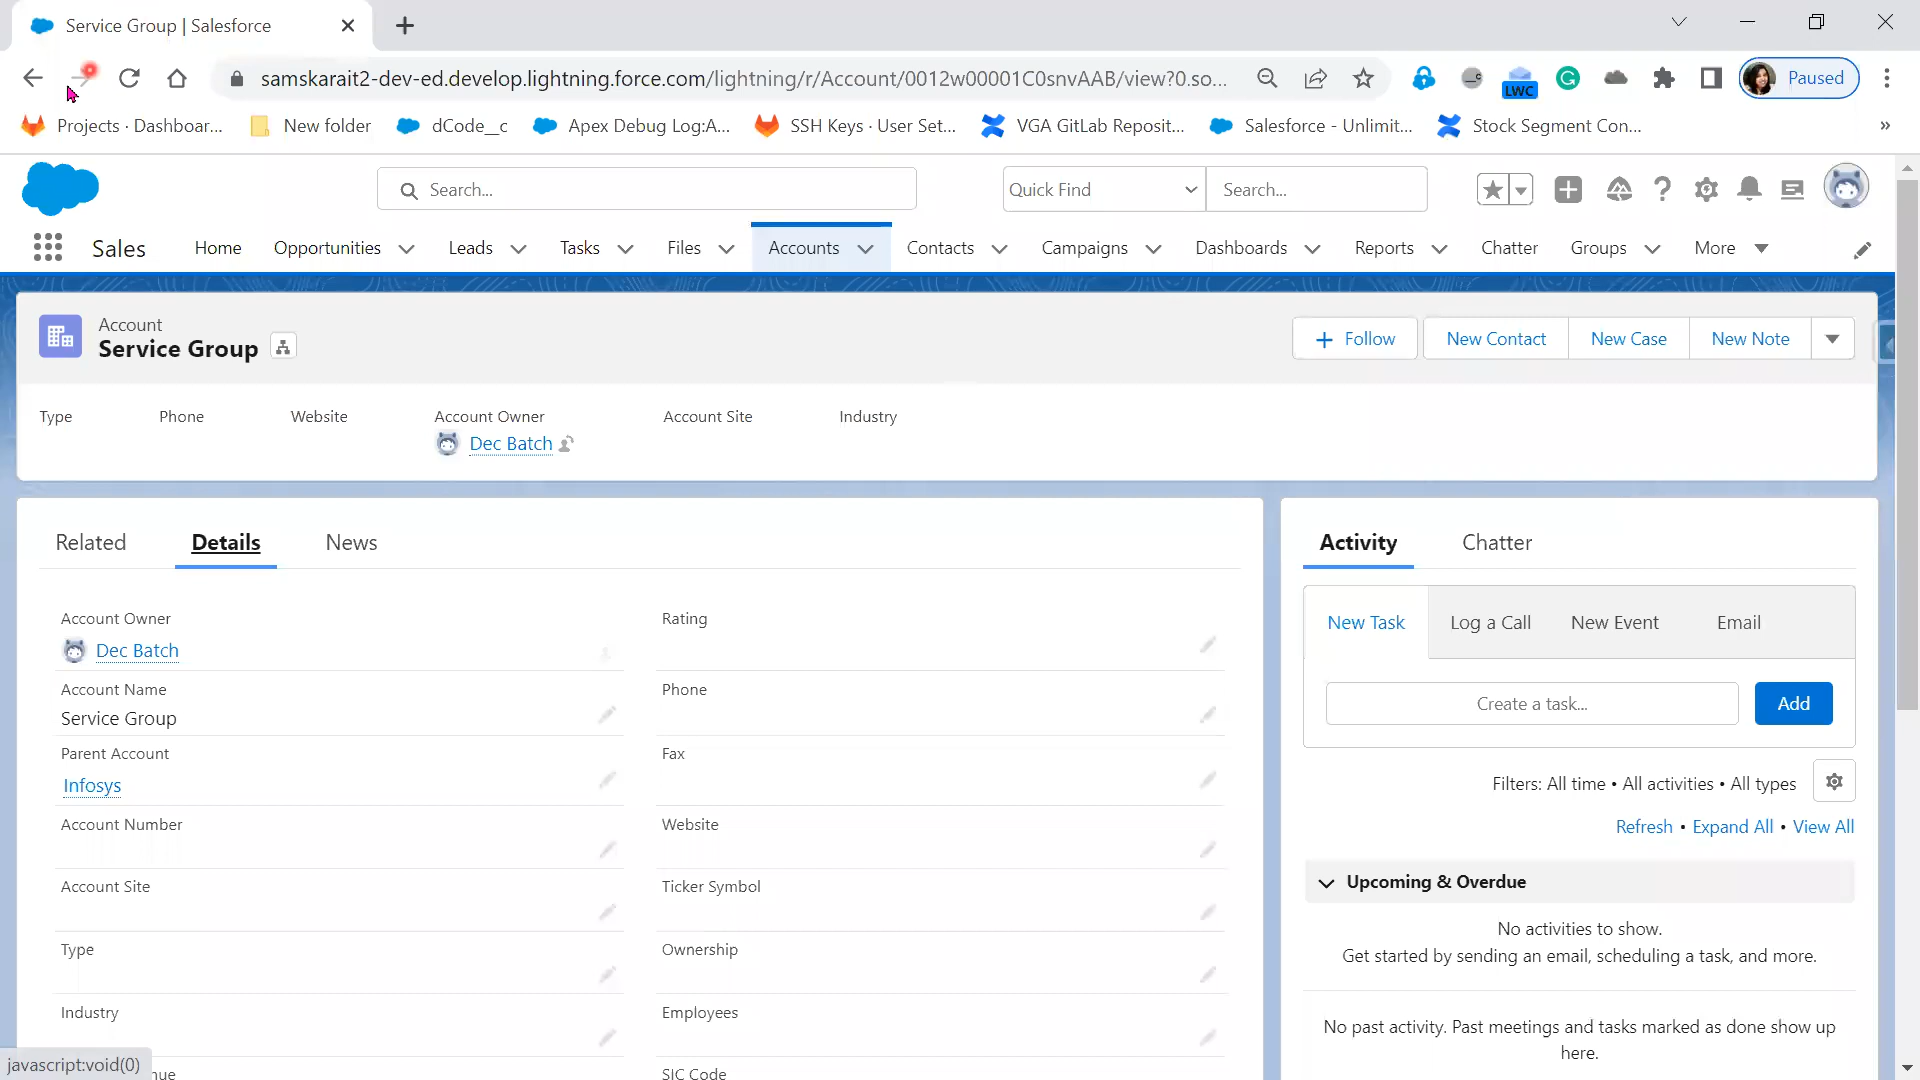 Service Group | Salesforce
samskarait2-dev-ed.develop.lightning.force.com/lightning/r/Account/0012w00001C0snvAAB/view?0.so...
LWC
Paused
Projects · Dashboar...
New folder
dCode__c
Apex Debug Log:A...
SSH Keys · User Set...
VGA GitLab Reposit...
Salesforce - Unlimit...
Stock Segment Con...
»
Search...
Quick Find
Search...
Sales
Home
Opportunities
Leads
Tasks
Files
Accounts
Contacts
Campaigns
Dashboards
Reports
Chatter
Groups
More
Account
Service Group
Follow
New Contact
New Case
New Note
Type
Phone
Website
Account Owner
Dec Batch
Account Site
Industry
Related
Details
News
Account Owner
Dec Batch
Account Name
Service Group
Parent Account
Infosys
Account Number
Account Site
Type
Industry
nue
Rating
Phone
Fax
Website
Ticker Symbol
Ownership
Employees
SIC Code
Activity
Chatter
New Task
Log a Call
New Event
Email
Create a task...
Add
Filters: All time • All activities • All types
Refresh • Expand All • View All
Upcoming & Overdue
No activities to show.
Get started by sending an email, scheduling a task, and more.
No past activity. Past meetings and tasks marked as done show up
here.
javascript:void(0)